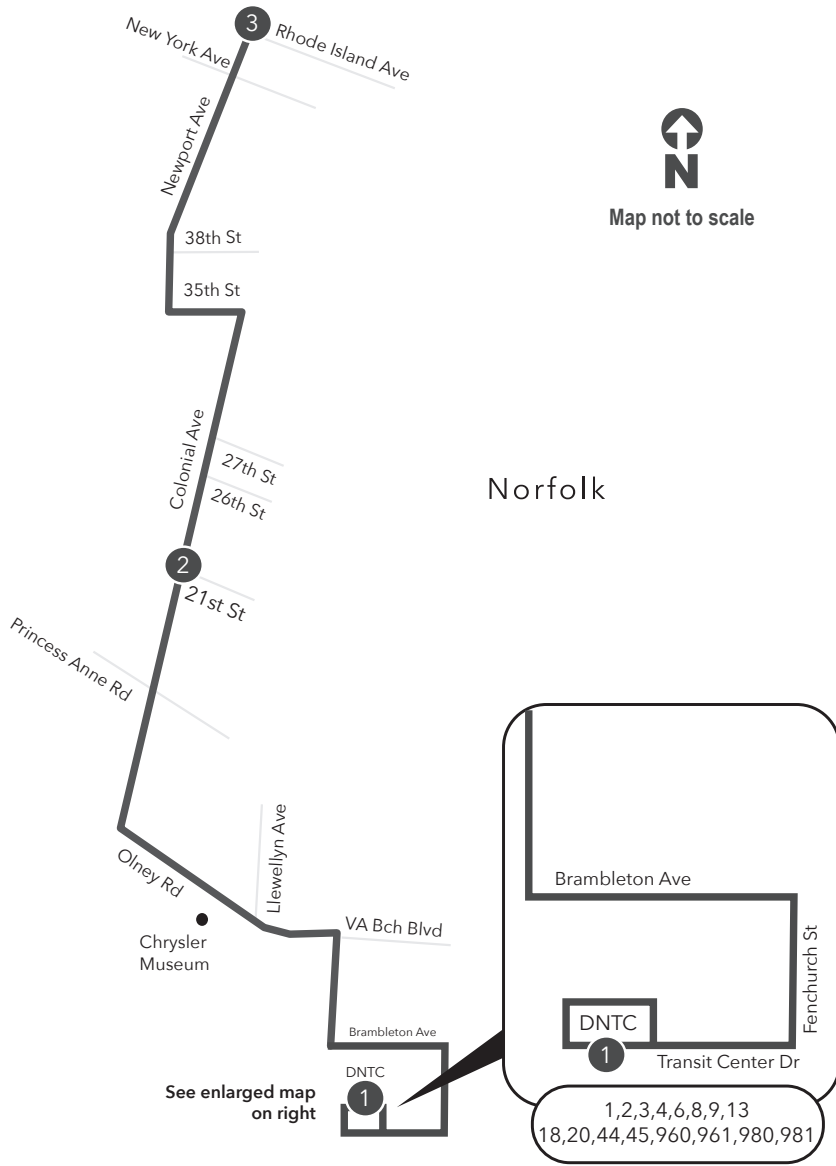 3
Rhode Island Ave
New York Ave
Newport Ave
N
Map not to scale
38th St
35th St
Colonial Ave
27th St
26th St
Norfolk
2
21st St
Princess Anne Rd
Olney Rd
Llewellyn Ave
Chrysler
Museum
VA Bch Blvd
Brambleton Ave
DNTC
1
See enlarged map
on right
Brambleton Ave
Fenchurch St
DNTC
1
Transit Center Dr
1,2,3,4,6,8,9,13
18,20,44,45,960,961,980,981